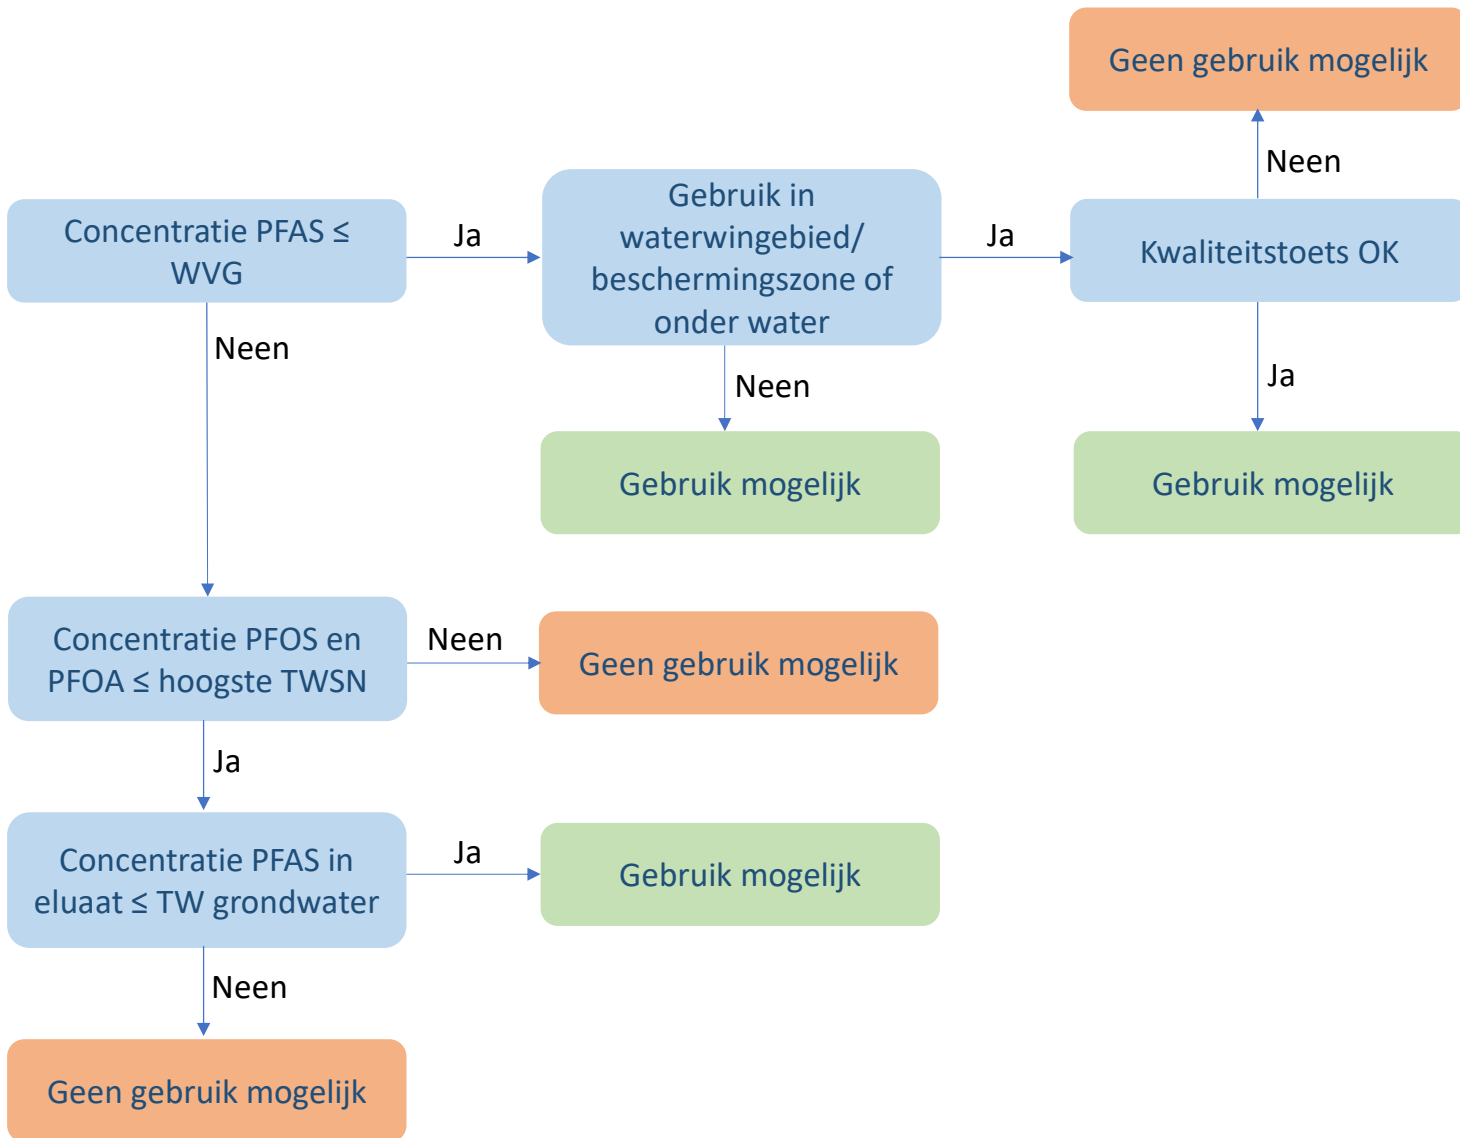 Geen gebruik mogelijk
Neen
Concentratie PFAS ≤
WVG
Ja
Gebruik in
waterwingebied/
beschermingszone of
onder water
Ja
Kwaliteitstoets OK
Neen
Neen
Ja
Gebruik mogelijk
Gebruik mogelijk
Concentratie PFOS en
PFOA ≤ hoogste TWSN
Neen
Geen gebruik mogelijk
Ja
Concentratie PFAS in
eluaat ≤ TW grondwater
Ja
Gebruik mogelijk
Neen
Geen gebruik mogelijk